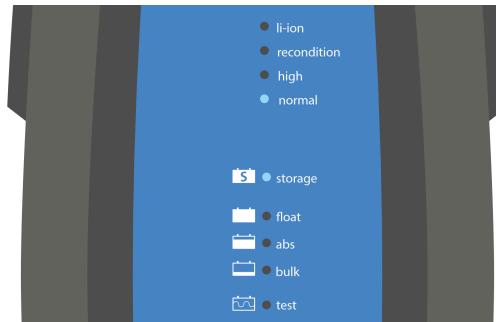 li-ion
recondition
high
normal
S storage
float
abs
bulk
test